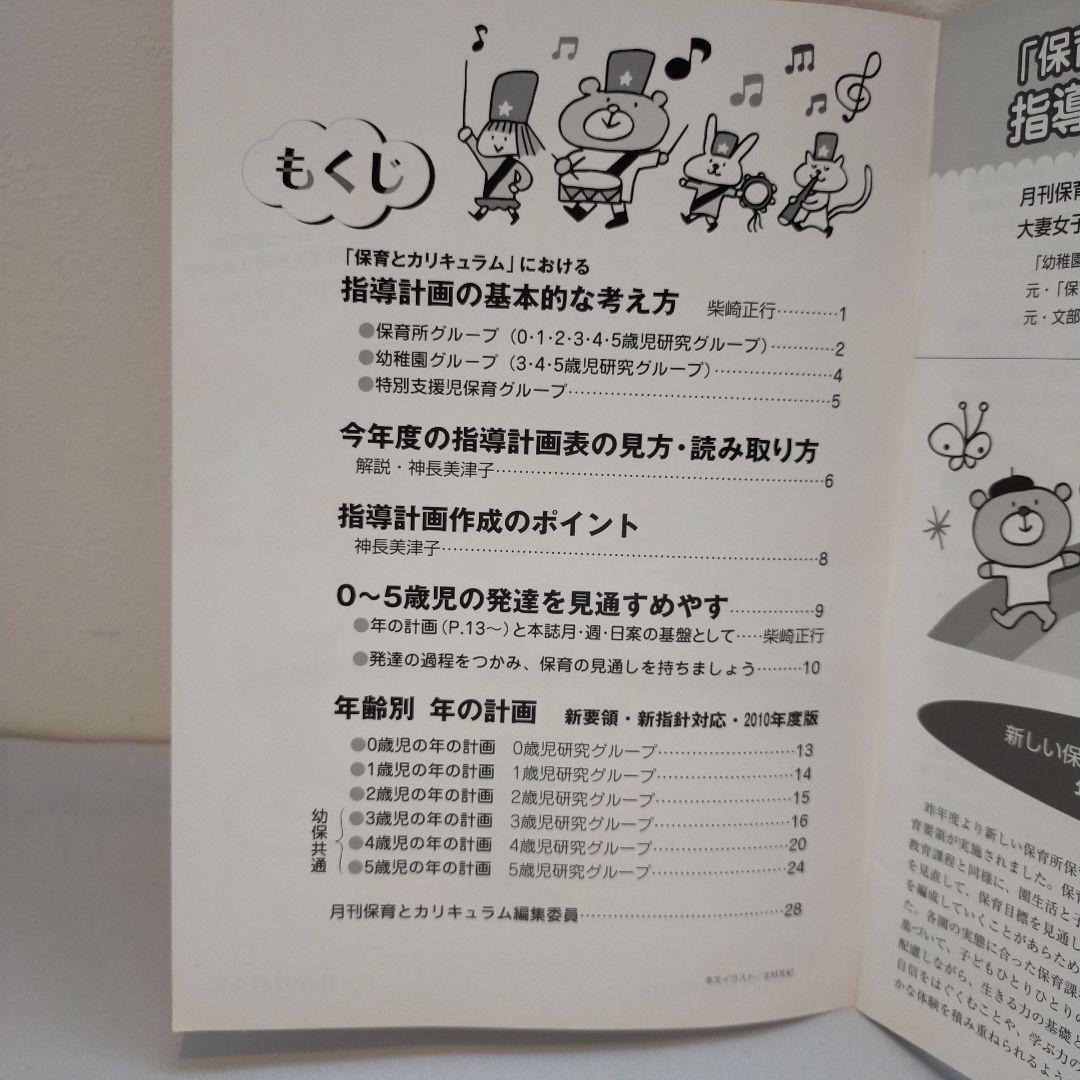 もくじ
「保育とカリキュラム」における
指導計画の基本的な考え方 柴崎正行…………1
●保育所グループ（0・1・2・3・4・5歳児研究グループ）…………2
●幼稚園グループ（3・4・5歳児研究グループ）…………………4
●特別支援児保育グループ…………………………………………5
今年度の指導計画表の見方・読み取り方
解説・神長美津子……………………………………………………6
指導計画作成のポイント
神長美津子……………………………………………………………8
0〜5歳児の発達を見通すめやす……………9
●年の計画（P.13〜）と本誌月・週・日案の基盤として……柴崎正行
●発達の過程をつかみ、保育の見通しを持ちましょう………10
年齢別 年の計画 新要領・新指針対応・2010年度版
●0歳児の年の計画 0歳児研究グループ……………………13
●1歳児の年の計画 1歳児研究グループ……………………14
●2歳児の年の計画 2歳児研究グループ……………………15
幼保共通
●3歳児の年の計画 3歳児研究グループ……………………16
●4歳児の年の計画 4歳児研究グループ……………………20
●5歳児の年の計画 5歳児研究グループ……………………24
月刊保育とカリキュラム編集委員………………………………28
本文イラスト／
「保育
指導
月刊保育
大妻女子
「幼稚園
元・「保
元・文部
新しい保
昨年度より新しい保育所保
育要領が実施されました。保育
教育課程と同様に、園生活と子
を見直して、保育目標を見通し
を編成していくことがあらため
た。各園の実態に合った保育課
基づいて、子どもひとりひとりの
配慮しながら、生きる力の基礎と
自信をはぐくむことや、学ぶ力の
かな体験を積み重ねられるよう